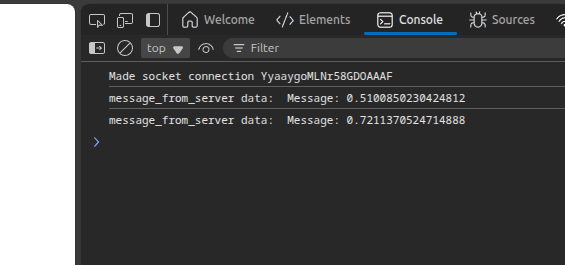 Welcome Elements Console Sources
top Filter
Made socket connection YyaaygoMLNr58GDOAAAF
message_from_server data:  Message: 0.5100850230424812
message_from_server data:  Message: 0.7211370524714888